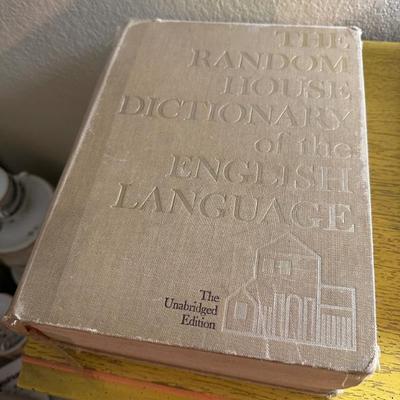 THE
RANDOM
HOUSE
DICTIONARY
of the
ENGLISH
LANGUAGE
The
Unabridged
Edition